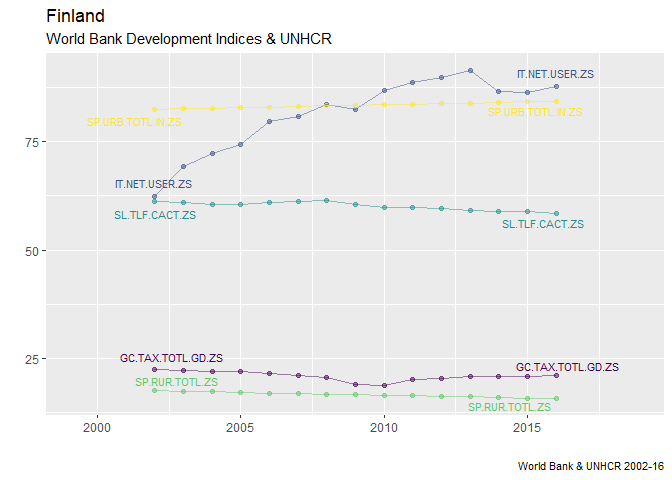 Finland
World Bank Development Indices & UNHCR
IT.NET.USER.ZS
SP.URB.TOTL.IN.ZS
SP.URB.TOTL.IN.ZS
75
IT.NET.USER.ZS
SL.TLF.CACT.ZS
SL.TLF.CACT.ZS
50
GC.TAX.TOTL.GD.ZS
25
GC.TAX.TOTL.GD.ZS
SP.RUR.TOTL.ZS
SP.RUR.TOTL.ZS
2000 2005 2010 2015
World Bank & UNHCR 2002-16